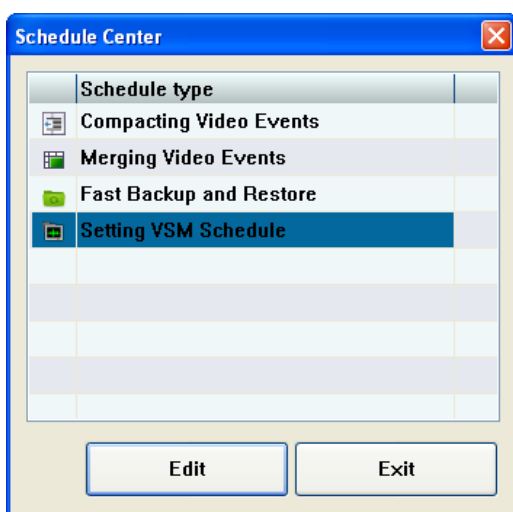 Schedule Center
Schedule type
Compacting Video Events
Merging Video Events
Fast Backup and Restore
Setting VSM Schedule
Edit Exit